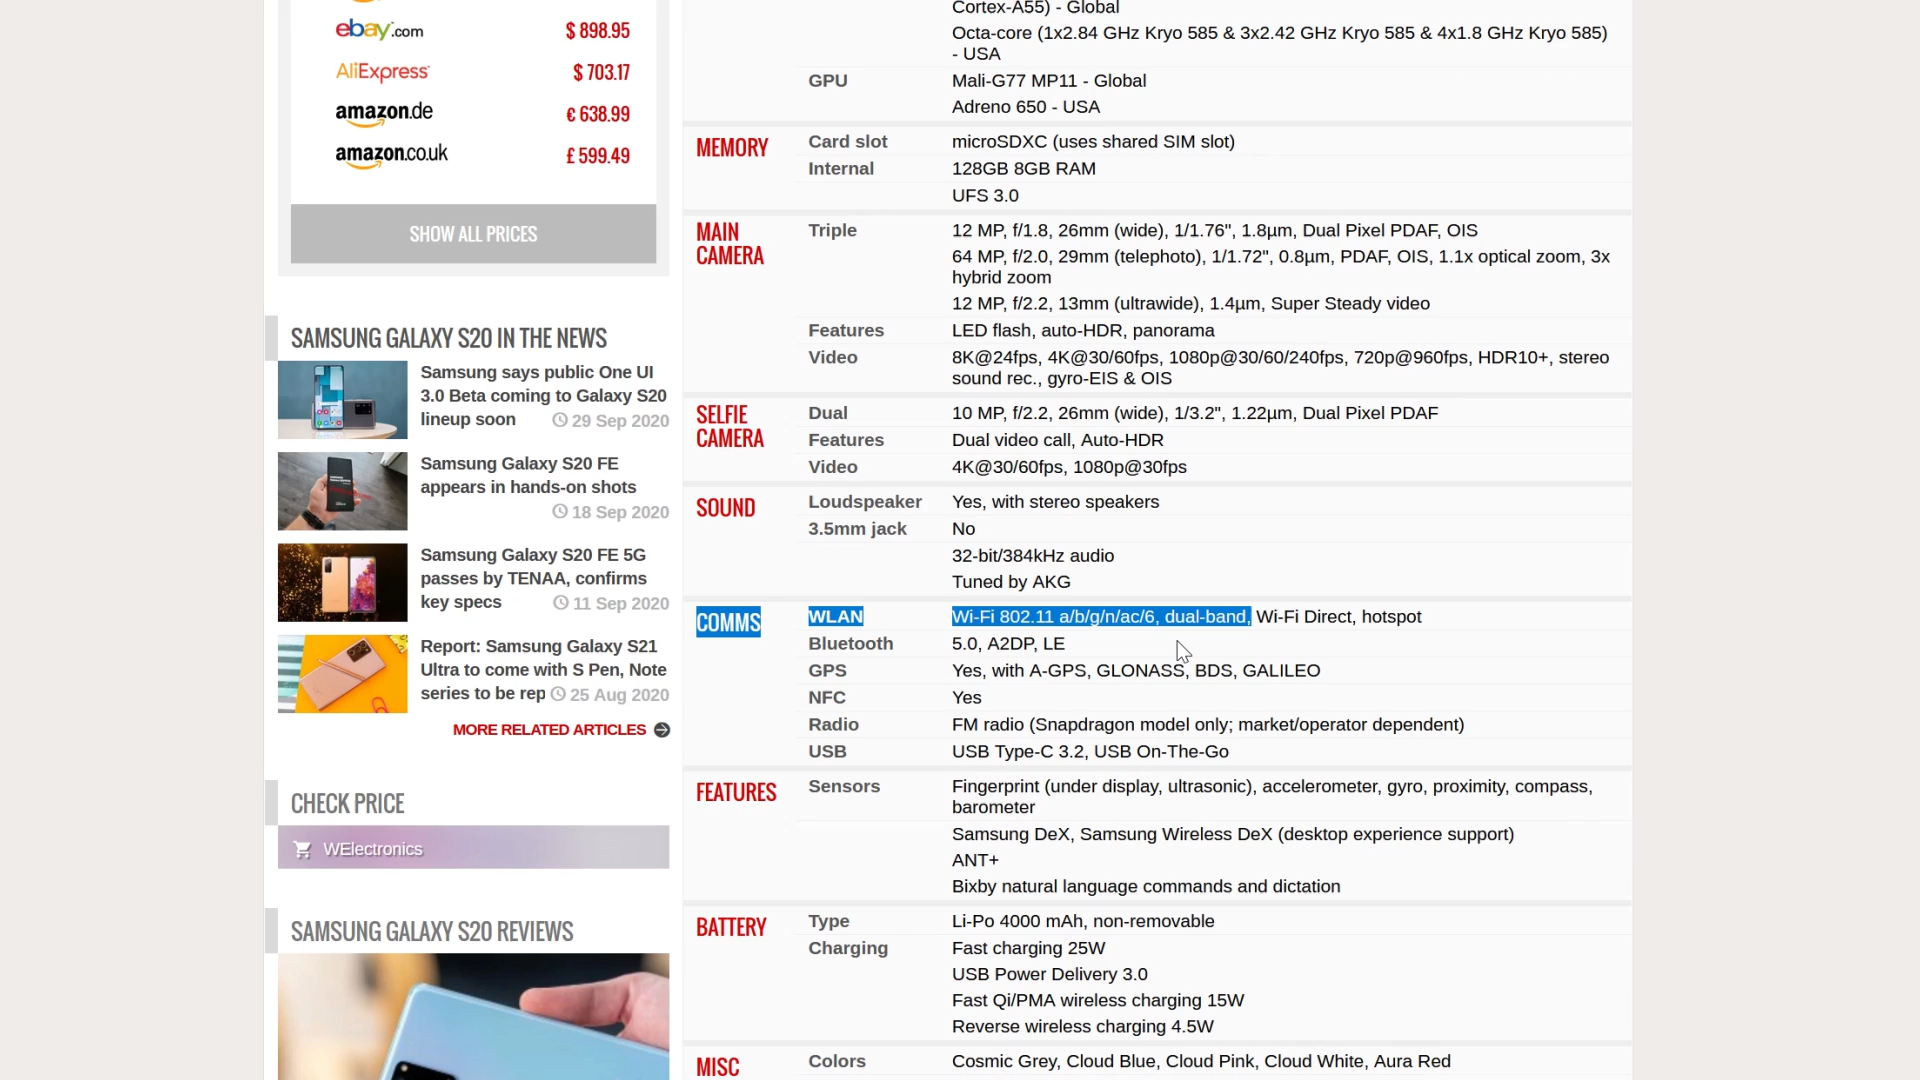 ebay.com $ 898.95
AliExpress $ 703.17
amazon.de € 638.99
amazon.co.uk £ 599.49
SHOW ALL PRICES
SAMSUNG GALAXY S20 IN THE NEWS
Samsung says public One UI
3.0 Beta coming to Galaxy S20
lineup soon 29 Sep 2020
Samsung Galaxy S20 FE
appears in hands-on shots
18 Sep 2020
Samsung Galaxy S20 FE 5G
passes by TENAA, confirms
key specs 11 Sep 2020
Report: Samsung Galaxy S21
Ultra to come with S Pen, Note
series to be rep 25 Aug 2020
MORE RELATED ARTICLES
CHECK PRICE
WElectronics
SAMSUNG GALAXY S20 REVIEWS
Cortex-A55) - Global
Octa-core (1x2.84 GHz Kryo 585 & 3x2.42 GHz Kryo 585 & 4x1.8 GHz Kryo 585)
- USA
GPU Mali-G77 MP11 - Global
Adreno 650 - USA
MEMORY Card slot microSDXC (uses shared SIM slot)
Internal 128GB 8GB RAM
UFS 3.0
MAIN CAMERA Triple 12 MP, f/1.8, 26mm (wide), 1/1.76", 1.8µm, Dual Pixel PDAF, OIS
64 MP, f/2.0, 29mm (telephoto), 1/1.72", 0.8µm, PDAF, OIS, 1.1x optical zoom, 3x
hybrid zoom
12 MP, f/2.2, 13mm (ultrawide), 1.4µm, Super Steady video
Features LED flash, auto-HDR, panorama
Video 8K@24fps, 4K@30/60fps, 1080p@30/60/240fps, 720p@960fps, HDR10+, stereo
sound rec., gyro-EIS & OIS
SELFIE CAMERA Dual 10 MP, f/2.2, 26mm (wide), 1/3.2", 1.22µm, Dual Pixel PDAF
Features Dual video call, Auto-HDR
Video 4K@30/60fps, 1080p@30fps
SOUND Loudspeaker Yes, with stereo speakers
3.5mm jack No
32-bit/384kHz audio
Tuned by AKG
COMMS WLAN Wi-Fi 802.11 a/b/g/n/ac/6, dual-band, Wi-Fi Direct, hotspot
Bluetooth 5.0, A2DP, LE
GPS Yes, with A-GPS, GLONASS, BDS, GALILEO
NFC Yes
Radio FM radio (Snapdragon model only; market/operator dependent)
USB USB Type-C 3.2, USB On-The-Go
FEATURES Sensors Fingerprint (under display, ultrasonic), accelerometer, gyro, proximity, compass,
barometer
Samsung DeX, Samsung Wireless DeX (desktop experience support)
ANT+
Bixby natural language commands and dictation
BATTERY Type Li-Po 4000 mAh, non-removable
Charging Fast charging 25W
USB Power Delivery 3.0
Fast Qi/PMA wireless charging 15W
Reverse wireless charging 4.5W
MISC Colors Cosmic Grey, Cloud Blue, Cloud Pink, Cloud White, Aura Red